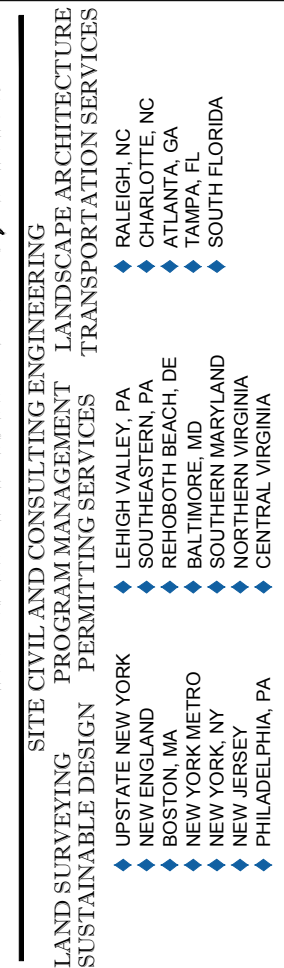 SITE CIVIL AND CONSULTING ENGINEERING
LAND SURVEYING PROGRAM MANAGEMENT LANDSCAPE ARCHITECTURE
SUSTAINABLE DESIGN PERMITTING SERVICES TRANSPORTATION SERVICES
UPSTATE NEW YORK
NEW ENGLAND
BOSTON, MA
NEW YORK METRO
NEW YORK, NY
NEW JERSEY
PHILADELPHIA, PA
LEHIGH VALLEY, PA
SOUTHEASTERN, PA
REHOBOTH BEACH, DE
BALTIMORE, MD
SOUTHERN MARYLAND
NORTHERN VIRGINIA
CENTRAL VIRGINIA
RALEIGH, NC
CHARLOTTE, NC
ATLANTA, GA
TAMPA, FL
SOUTH FLORIDA